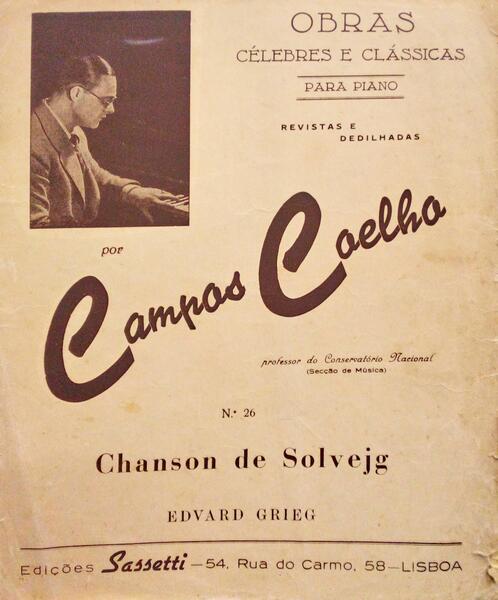 OBRAS
CÉLEBRES E CLÁSSICAS
PARA PIANO
REVISTAS E
DEDILHADAS
por
Campos Coelho
professor do Conservatório Nacional
(Secção de Música)
N.º 26
Chanson de Solvejg
EDVARD GRIEG
Edições Sassetti — 54, Rua do Carmo, 58 — LISBOA